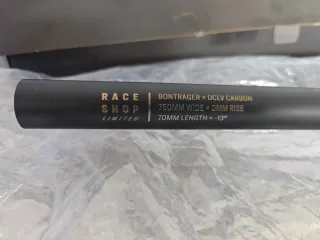 RACE
SHOP
LIMITED
BONTRAGER × OCLV CARBON
750MM WIDE × 0MM RISE
70MM LENGTH × -13°